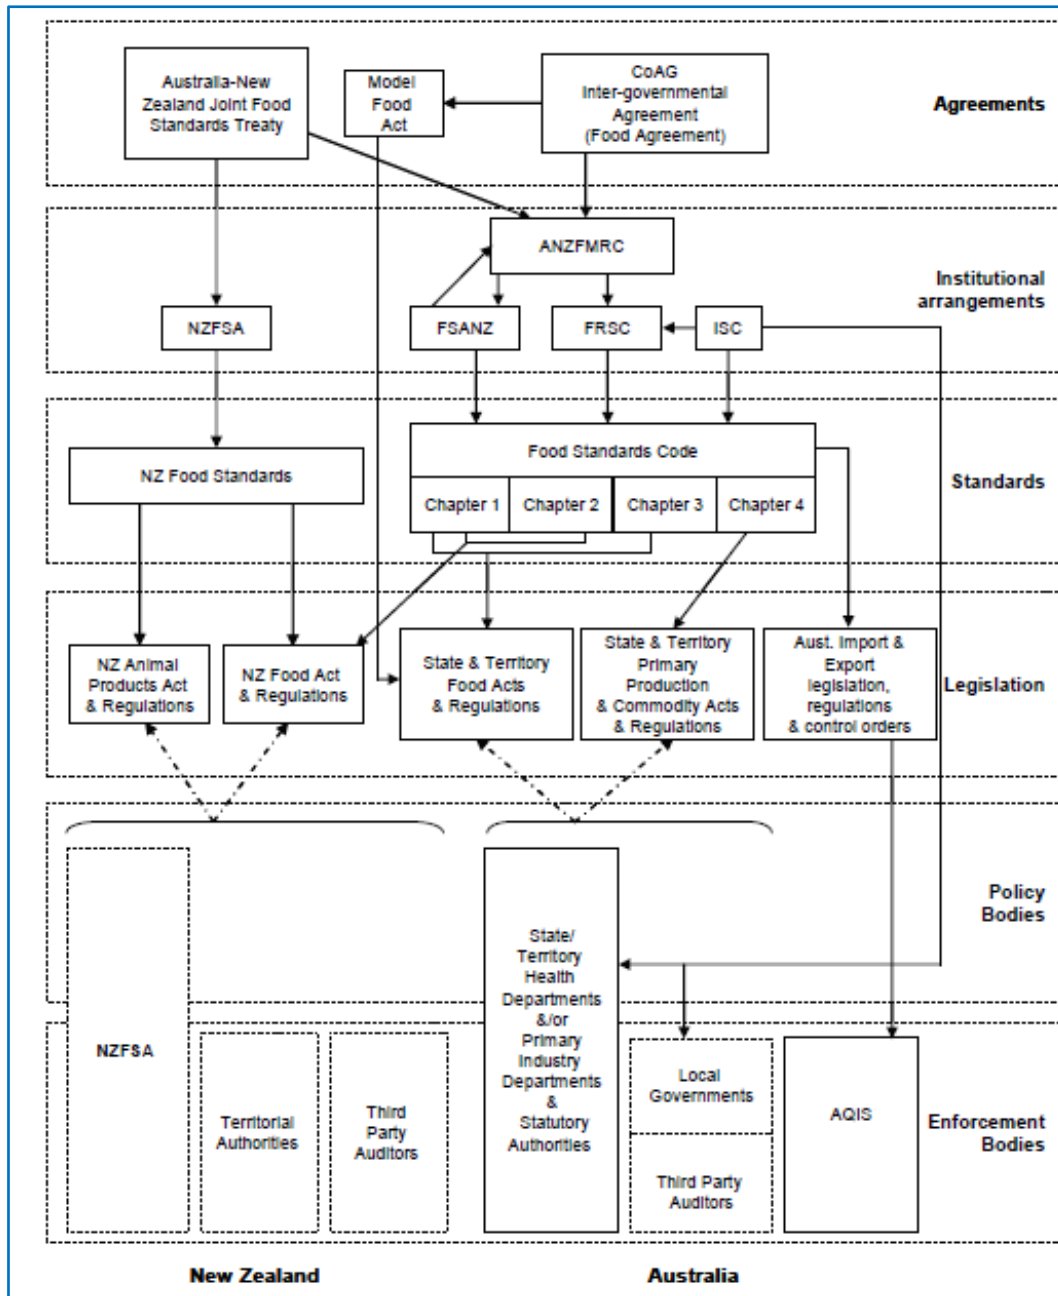 Australia-New
Zealand Joint Food
Standards Treaty
Model
Food
Act
CoAG
Inter-governmental
Agreement
(Food Agreement)
Agreements
ANZFMRC
Institutional
arrangements
NZFSA
FSANZ
FRSC
ISC
Food Standards Code
NZ Food Standards
Standards
Chapter 1
Chapter 2
Chapter 3
Chapter 4
NZ Animal
Products Act
& Regulations
NZ Food Act
& Regulations
State & Territory
Food Acts
& Regulations
State & Territory
Primary
Production
& Commodity Acts
& Regulations
Aust. Import &
Export
legislation,
regulations
& control orders
Legislation
Policy
Bodies
NZFSA
Territorial
Authorities
Third
Party
Auditors
State/
Territory
Health
Departments
&/or
Primary
Industry
Departments
&
Statutory
Authorities
Local
Governments
Third Party
Auditors
AQIS
Enforcement
Bodies
New Zealand
Australia